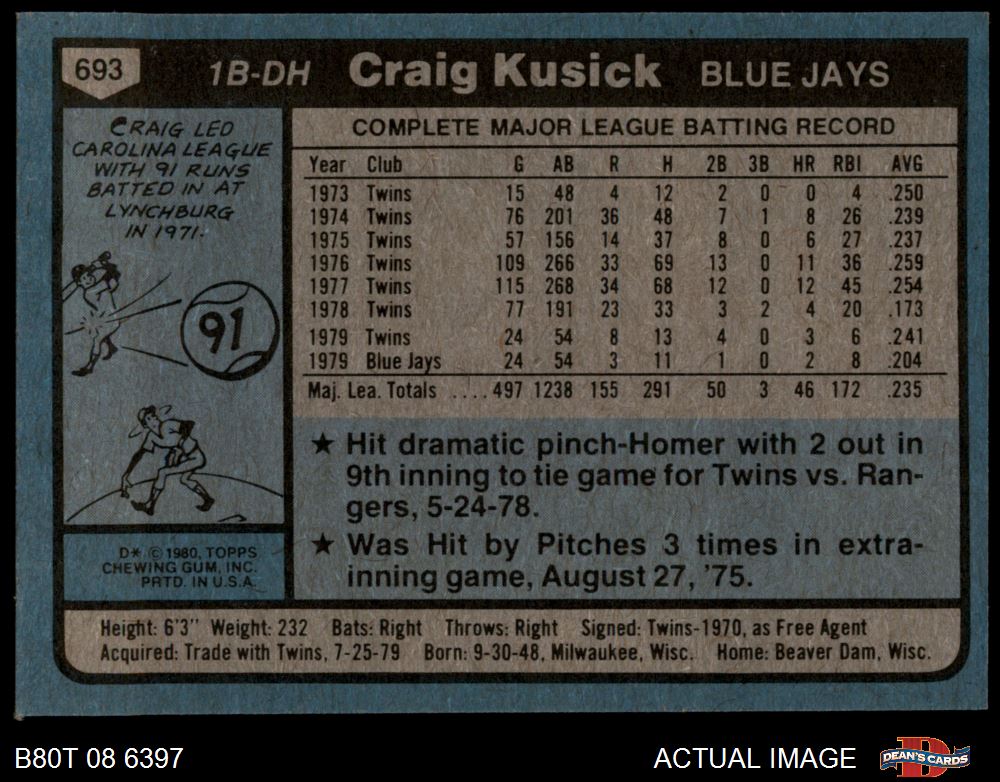 693 1B-DH Craig Kusick BLUE JAYS
CRAIG LED
CAROLINA LEAGUE
WITH 91 RUNS
BATTED IN AT
LYNCHBURG
IN 1971.
91
D* © 1980, TOPPS
CHEWING GUM, INC.
PRTD. IN U.S.A.
COMPLETE MAJOR LEAGUE BATTING RECORD
Year Club G AB R H 2B 3B HR RBI AVG
1973 Twins 15 48 4 12 2 0 0 4 .250
1974 Twins 76 201 36 48 7 1 8 26 .239
1975 Twins 57 156 14 37 8 0 6 27 .237
1976 Twins 109 266 33 69 13 0 11 36 .259
1977 Twins 115 268 34 68 12 0 12 45 .254
1978 Twins 77 191 23 33 3 2 4 20 .173
1979 Twins 24 54 8 13 4 0 3 6 .241
1979 Blue Jays 24 54 3 11 1 0 2 8 .204
Maj. Lea. Totals .... 497 1238 155 291 50 3 46 172 .235
★ Hit dramatic pinch-Homer with 2 out in
9th inning to tie game for Twins vs. Ran-
gers, 5-24-78.
★ Was Hit by Pitches 3 times in extra-
inning game, August 27, '75.
Height: 6'3" Weight: 232 Bats: Right Throws: Right Signed: Twins-1970, as Free Agent
Acquired: Trade with Twins, 7-25-79 Born: 9-30-48, Milwaukee, Wisc. Home: Beaver Dam, Wisc.
B80T 08 6397 ACTUAL IMAGE DEAN'S CARDS